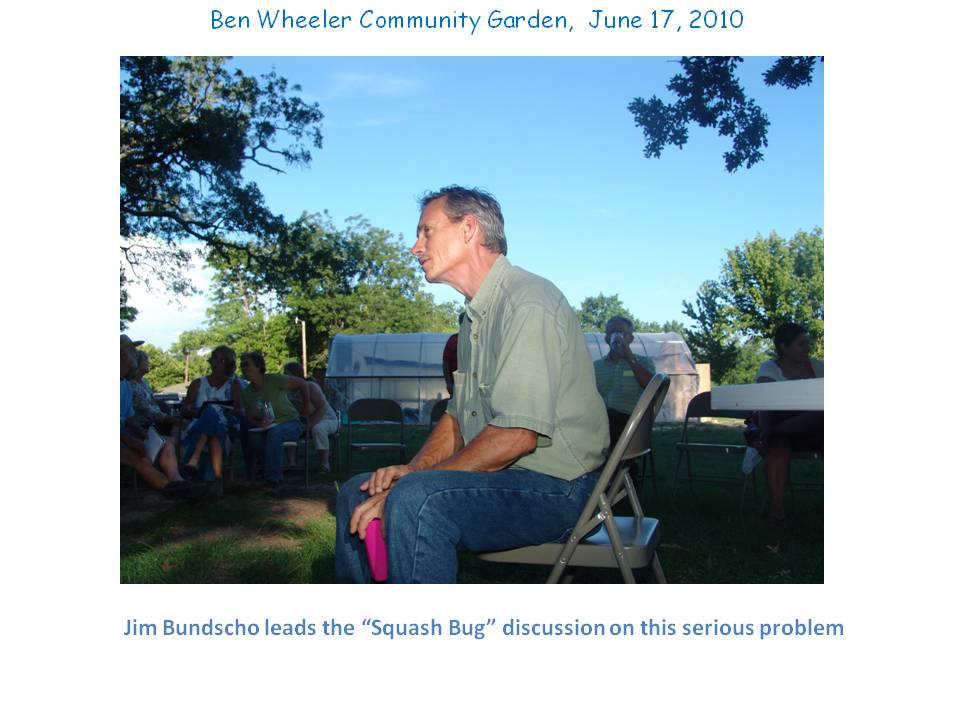 Ben Wheeler Community Garden,  June 17, 2010
Jim Bundscho leads the “Squash Bug” discussion on this serious problem